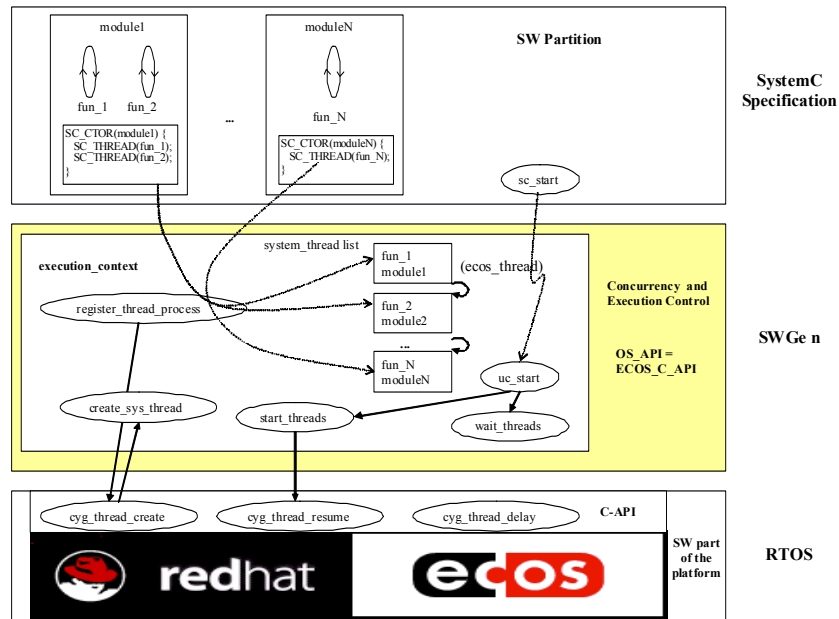 module1
moduleN
SW Partition
fun_1
fun_2
...
fun_N
SC_CTOR(module1) {
SC_THREAD(fun_1);
SC_THREAD(fun_2);
}
SC_CTOR(moduleN) {
SC_THREAD(fun_N);
}
sc_start
SystemC
Specification
execution_context
system_thread list
fun_1
module1
(ecos_thread)
register_thread_process
fun_2
module2
...
fun_N
moduleN
uc_start
create_sys_thread
start_threads
wait_threads
Concurrency and
Execution Control
OS_API =
ECOS_C_API
SWGe n
cyg_thread_create
cyg_thread_resume
cyg_thread_delay
C-API
redhat
ecos
SW part
of the
platform
RTOS